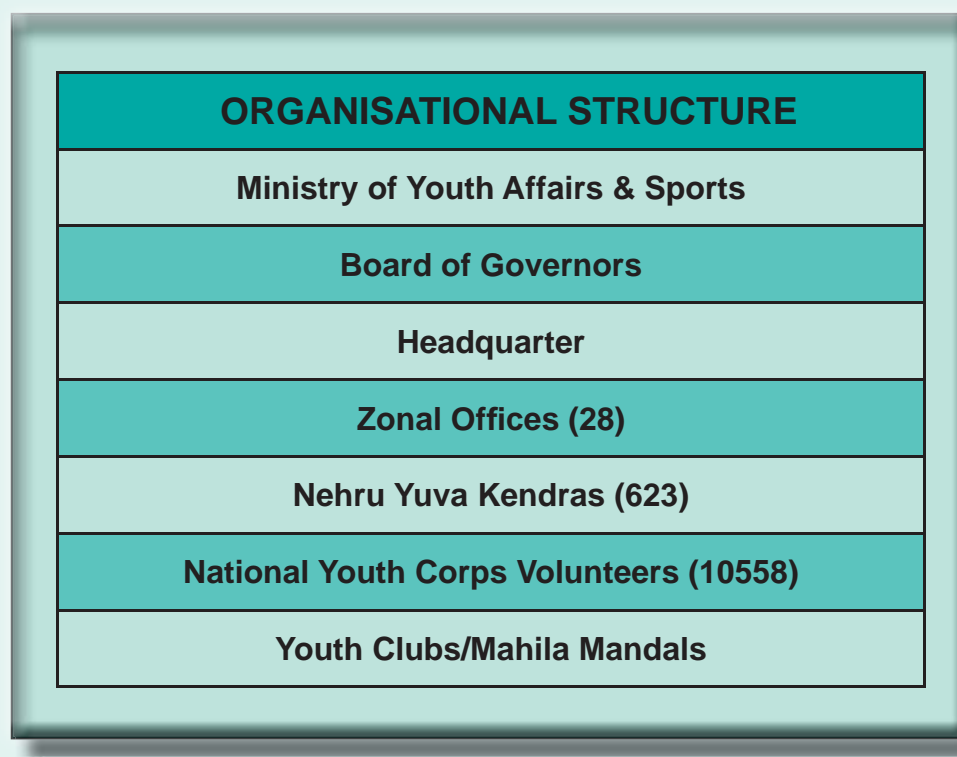 ORGANISATIONAL STRUCTURE
Ministry of Youth Affairs & Sports
Board of Governors
Headquarter
Zonal Offices (28)
Nehru Yuva Kendras (623)
National Youth Corps Volunteers (10558)
Youth Clubs/Mahila Mandals